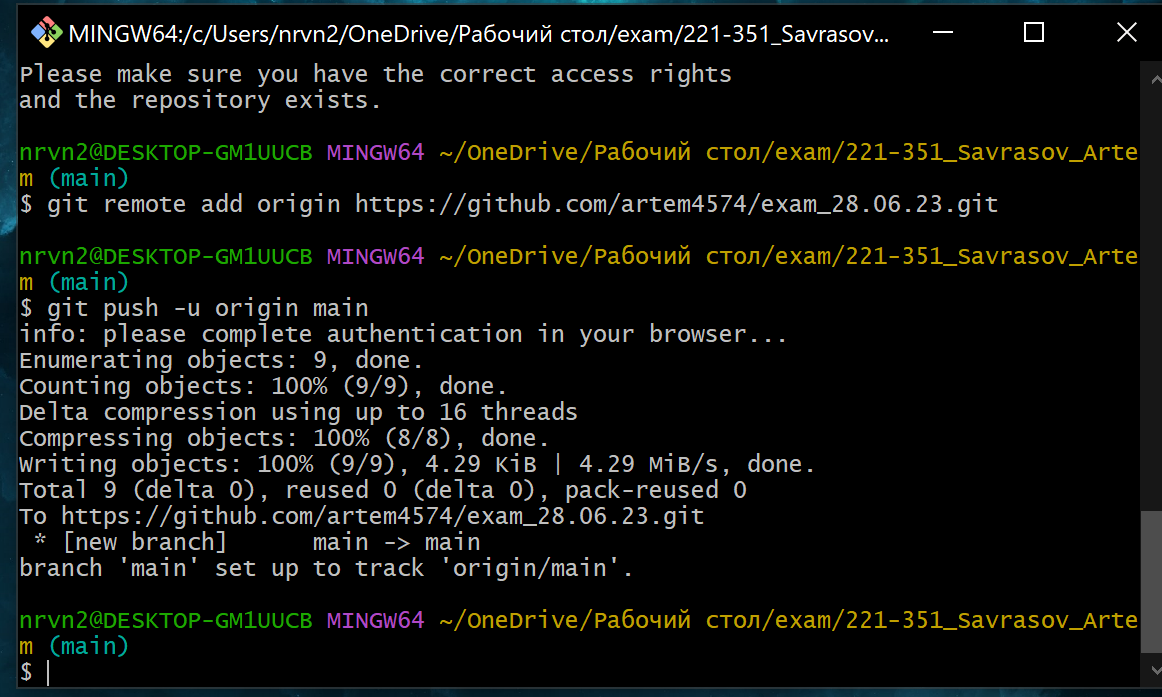 MINGW64:/c/Users/nrvn2/OneDrive/Рабочий стол/exam/221-351_Savrasov...
Please make sure you have the correct access rights
and the repository exists.
nrvn2@DESKTOP-GM1UUCB MINGW64 ~/OneDrive/Рабочий стол/exam/221-351_Savrasov_Arte
m (main)
$ git remote add origin https://github.com/artem4574/exam_28.06.23.git
nrvn2@DESKTOP-GM1UUCB MINGW64 ~/OneDrive/Рабочий стол/exam/221-351_Savrasov_Arte
m (main)
$ git push -u origin main
info: please complete authentication in your browser...
Enumerating objects: 9, done.
Counting objects: 100% (9/9), done.
Delta compression using up to 16 threads
Compressing objects: 100% (8/8), done.
Writing objects: 100% (9/9), 4.29 KiB | 4.29 MiB/s, done.
Total 9 (delta 0), reused 0 (delta 0), pack-reused 0
To https://github.com/artem4574/exam_28.06.23.git
 * [new branch]      main -> main
branch 'main' set up to track 'origin/main'.
nrvn2@DESKTOP-GM1UUCB MINGW64 ~/OneDrive/Рабочий стол/exam/221-351_Savrasov_Arte
m (main)
$